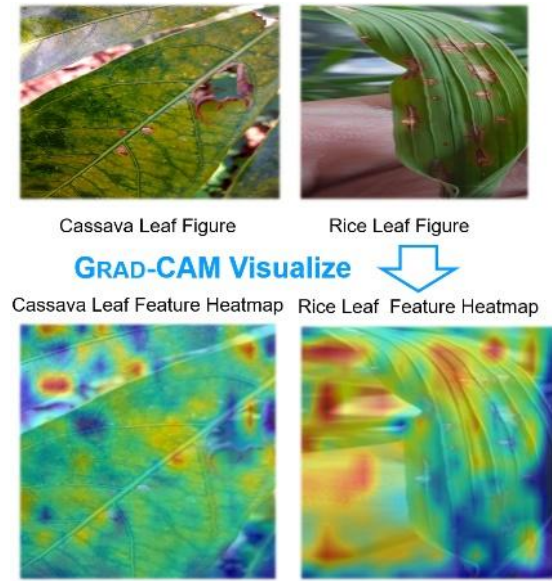 Cassava Leaf Figure
Rice Leaf Figure
GRAD-CAM Visualize
Cassava Leaf Feature Heatmap
Rice Leaf Feature Heatmap